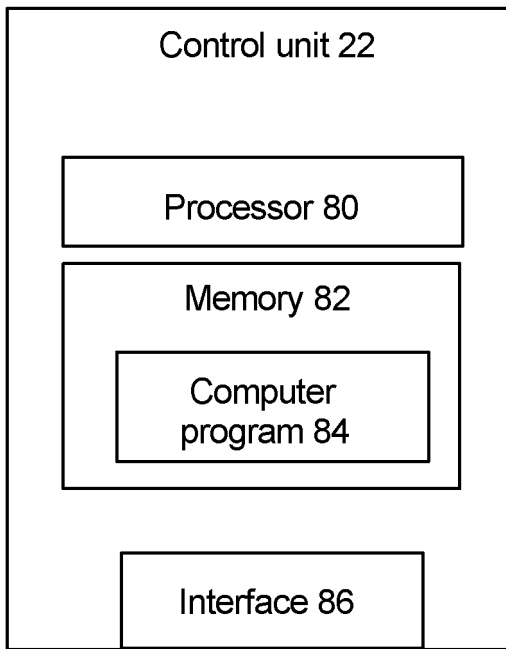 Control unit 22
Processor 80
Memory 82
Computer
program 84
Interface 86